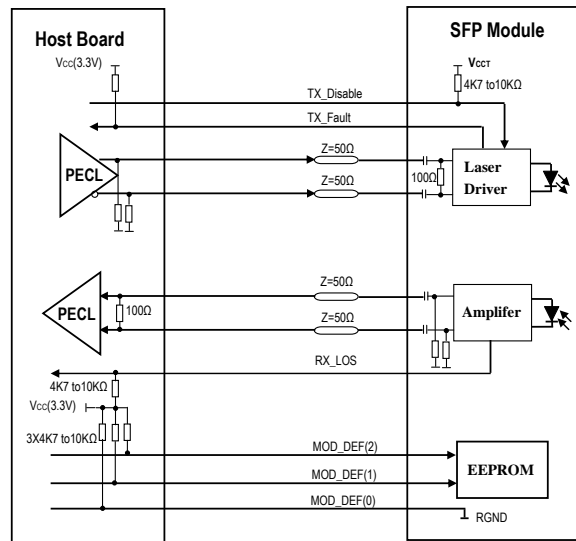 Host Board
SFP Module
Vcc(3.3V)
VCCT
4K7 to10KΩ
TX_Disable
TX_Fault
PECL
Z=50Ω
Z=50Ω
100Ω
Laser
Driver
PECL
100Ω
Z=50Ω
Z=50Ω
Amplifer
RX_LOS
4K7 to10KΩ
Vcc(3.3V)
3X4K7 to10KΩ
MOD_DEF(2)
MOD_DEF(1)
MOD_DEF(0)
EEPROM
RGND